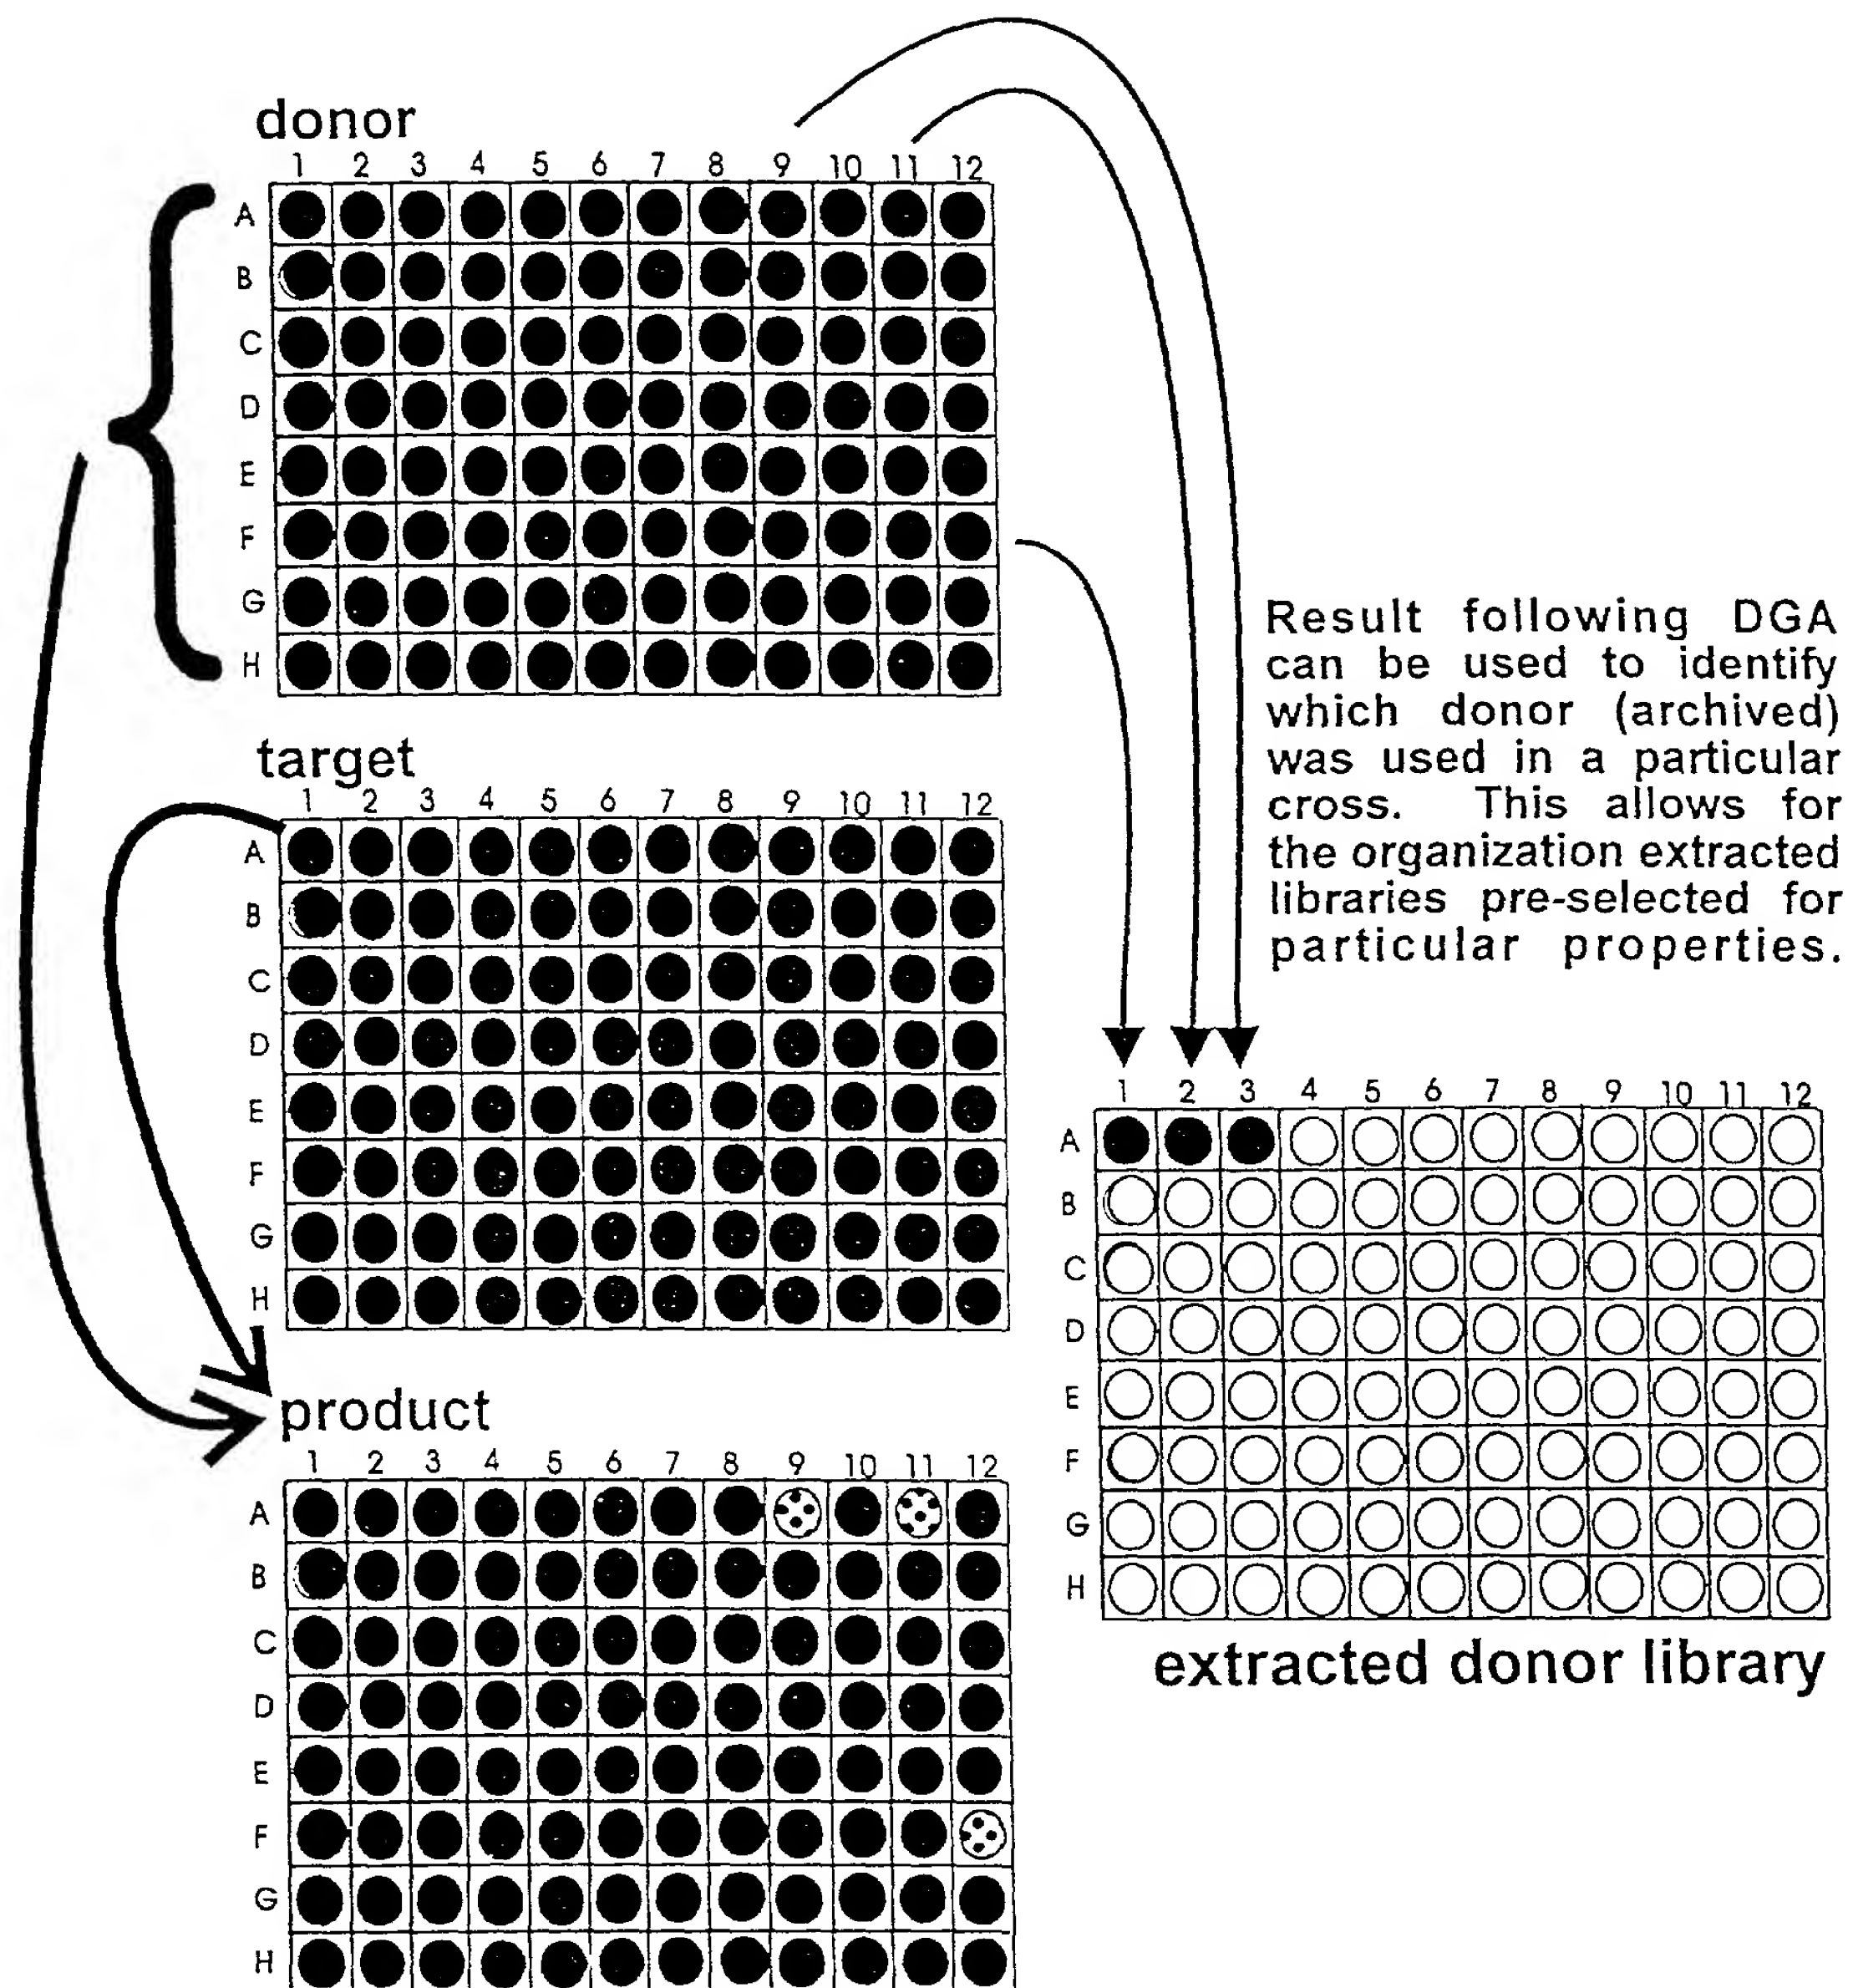 donor
1 2 3 4 5 6 7 8 9 10 11 12
A
B
C
D
E
F
G
H
target
1 2 3 4 5 6 7 8 9 10 11 12
A
B
C
D
E
F
G
H
product
1 2 3 4 5 6 7 8 9 10 11 12
A
B
C
D
E
F
G
H
Result following DGA
can be used to identify
which donor (archived)
was used in a particular
cross. This allows for
the organization extracted
libraries pre-selected for
particular properties.
1 2 3 4 5 6 7 8 9 10 11 12
A
B
C
D
E
F
G
H
extracted donor library